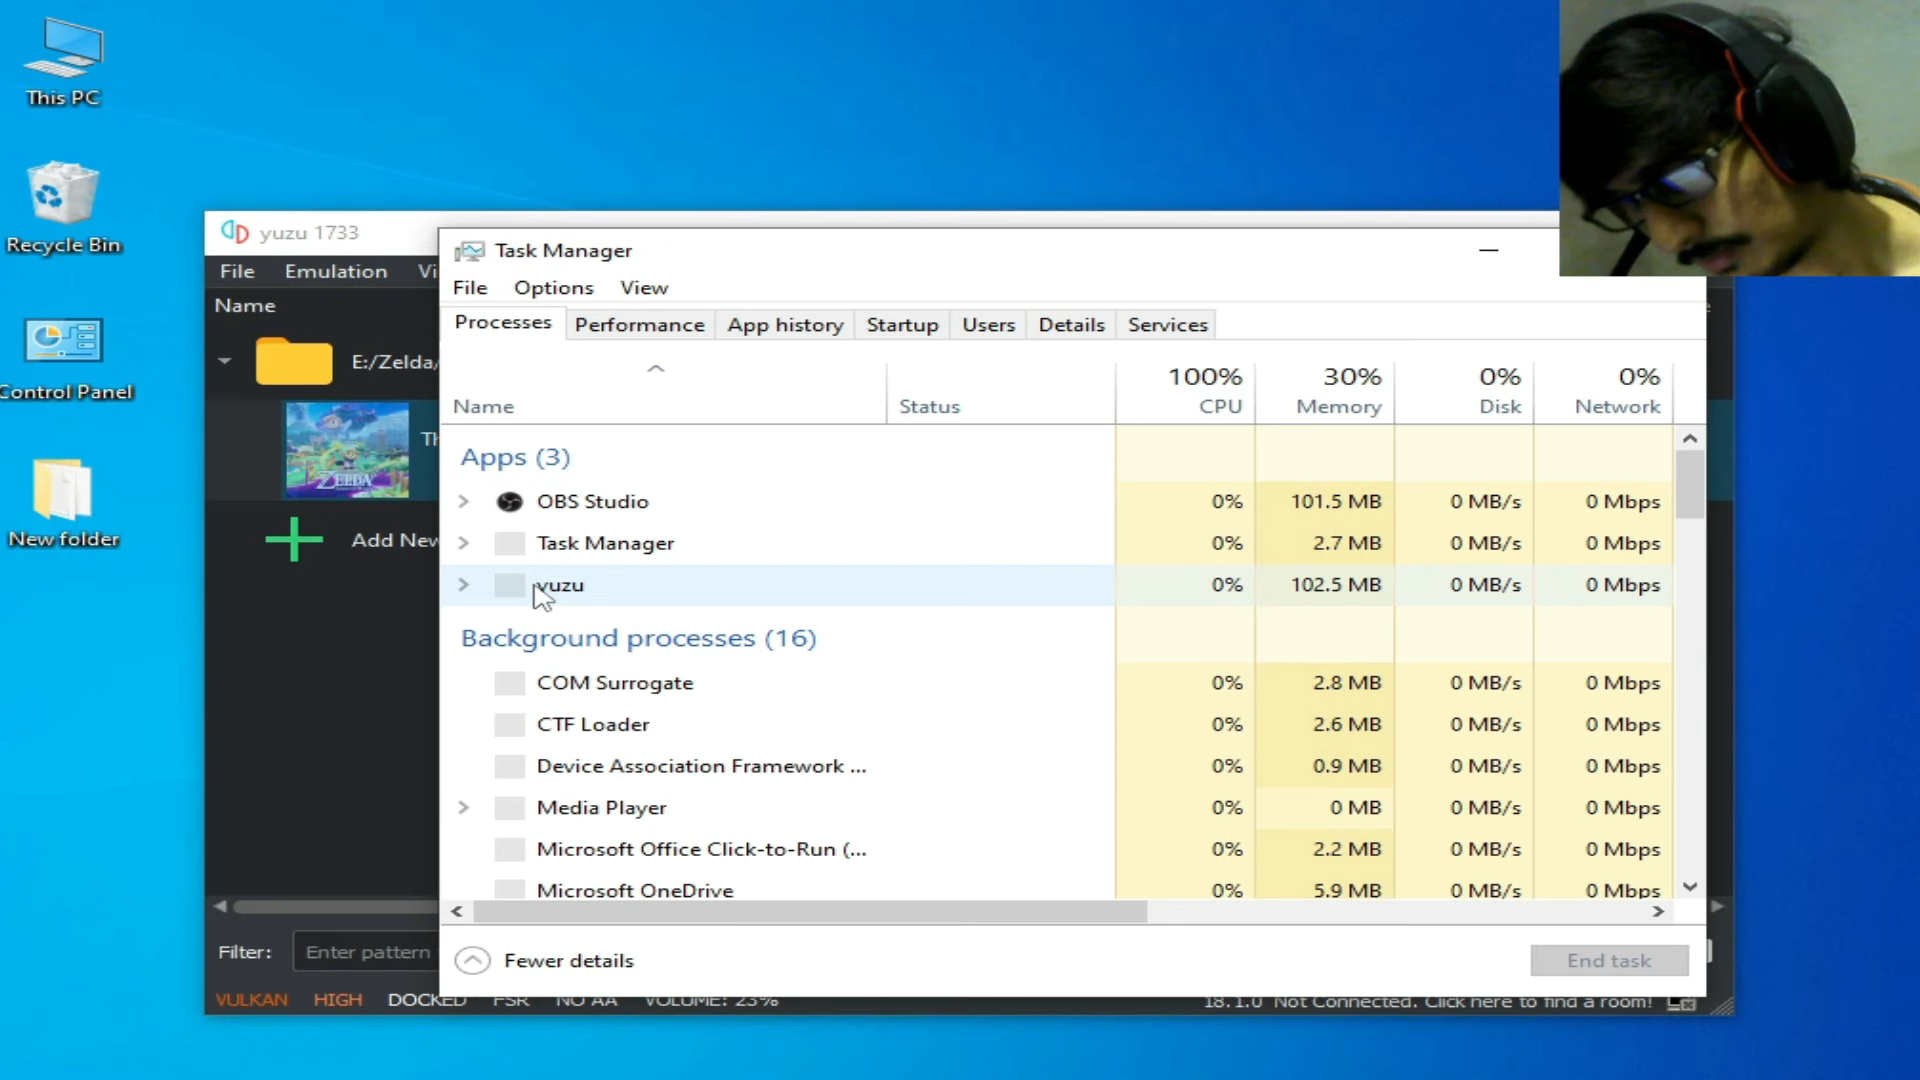 This PC
Recycle Bin
Control Panel
New folder
yuzu 1733
File Emulation Vi
Name
E:/Zelda/
Th
ZELDA
Add New
Task Manager
File Options View
Processes Performance App history Startup Users Details Services
100% 30% 0% 0%
Name Status CPU Memory Disk Network
Apps (3)
OBS Studio 0% 101.5 MB 0 MB/s 0 Mbps
Task Manager 0% 2.7 MB 0 MB/s 0 Mbps
yuzu 0% 102.5 MB 0 MB/s 0 Mbps
Background processes (16)
COM Surrogate 0% 2.8 MB 0 MB/s 0 Mbps
CTF Loader 0% 2.6 MB 0 MB/s 0 Mbps
Device Association Framework ... 0% 0.9 MB 0 MB/s 0 Mbps
Media Player 0% 0 MB 0 MB/s 0 Mbps
Microsoft Office Click-to-Run (... 0% 2.2 MB 0 MB/s 0 Mbps
Microsoft OneDrive 0% 5.9 MB 0 MB/s 0 Mbps
Fewer details End task
Filter: Enter pattern
VULKAN HIGH DOCKED FSR NO AA VOLUME: 23% 18.1.0 Not Connected. Click here to find a room!